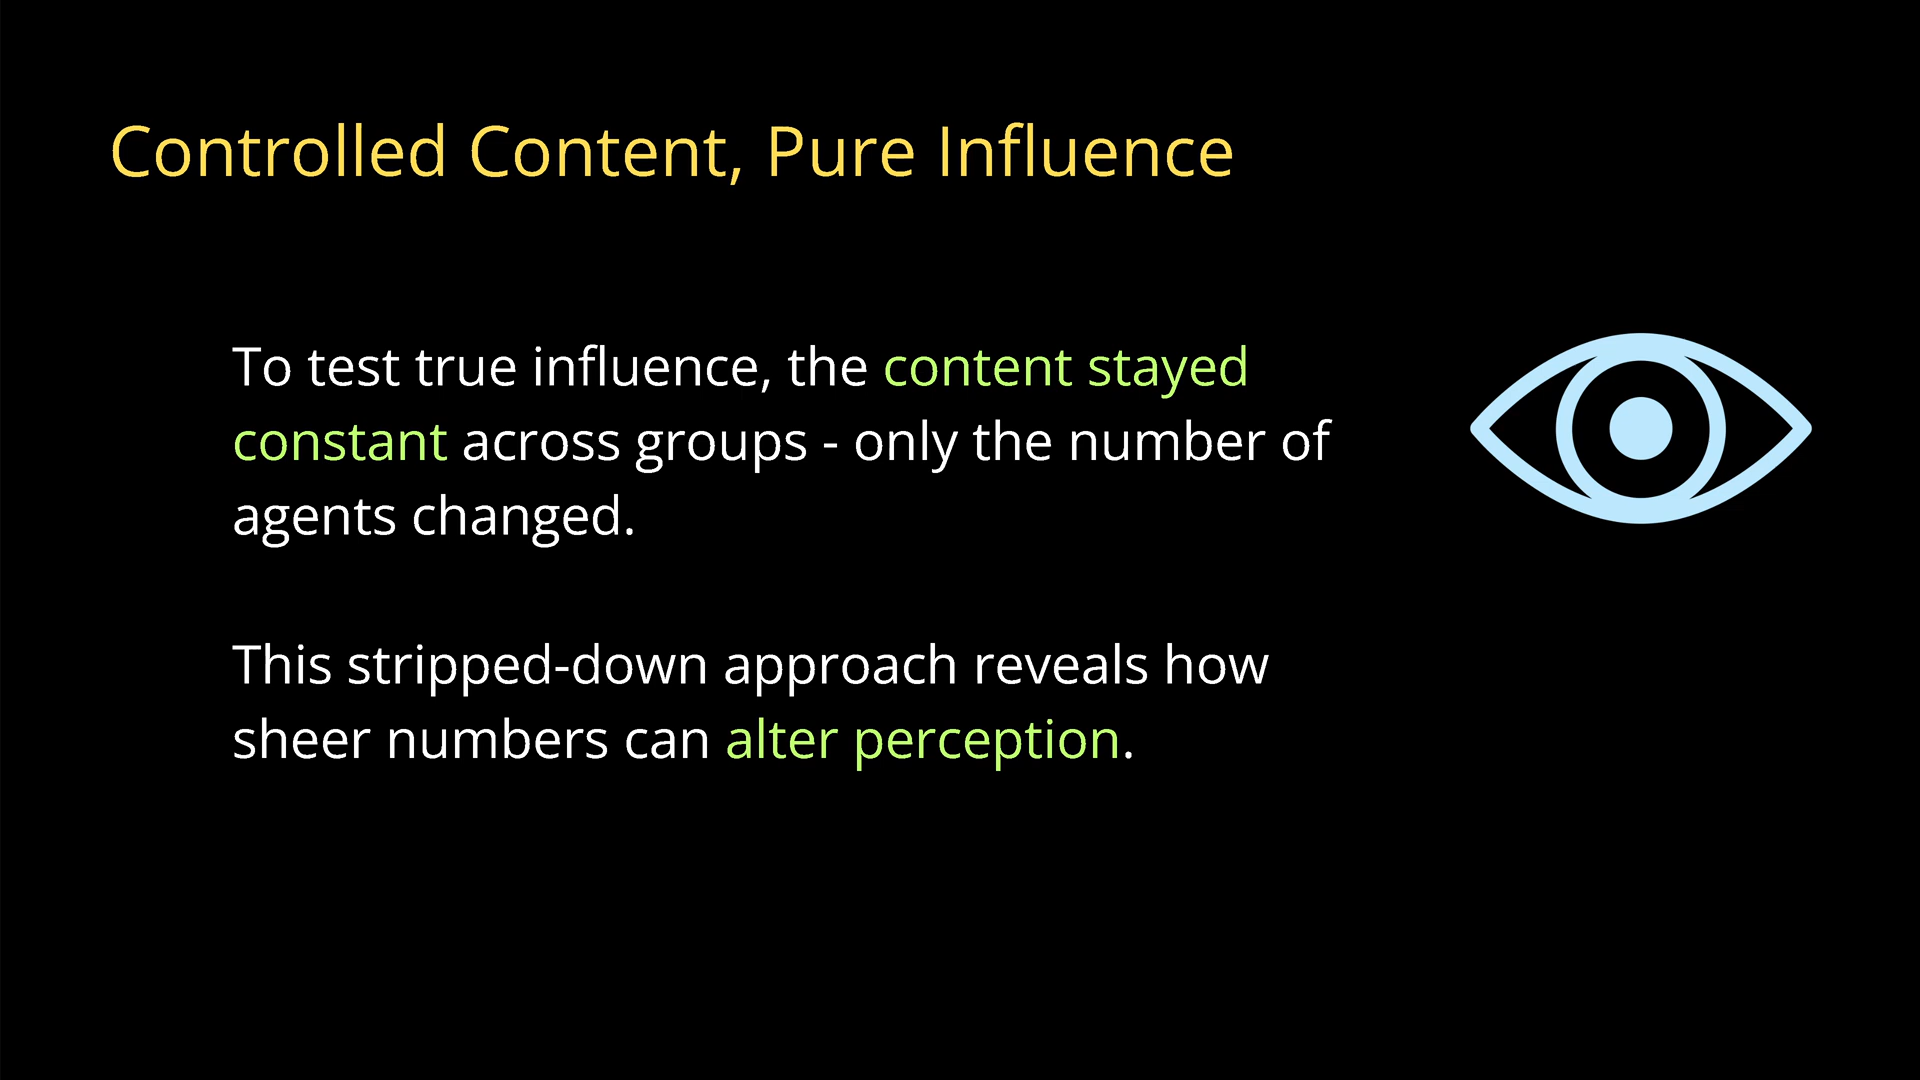 Controlled Content, Pure Influence
To test true influence, the content stayed
constant across groups - only the number of
agents changed.
This stripped-down approach reveals how
sheer numbers can alter perception.